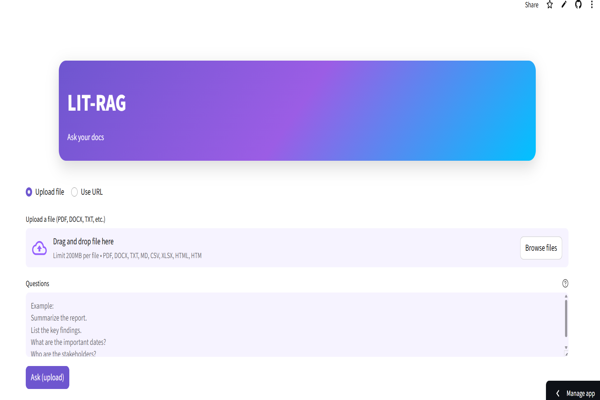 Share
LIT-RAG
Ask your docs
Upload file Use URL
Upload a file (PDF, DOCX, TXT, etc.)
Drag and drop file here
Limit 200MB per file • PDF, DOCX, TXT, MD, CSV, XLSX, HTML, HTM
Browse files
Questions
Example:
Summarize the report.
List the key findings.
What are the important dates?
Who are the stakeholders?
Ask (upload)
Manage app